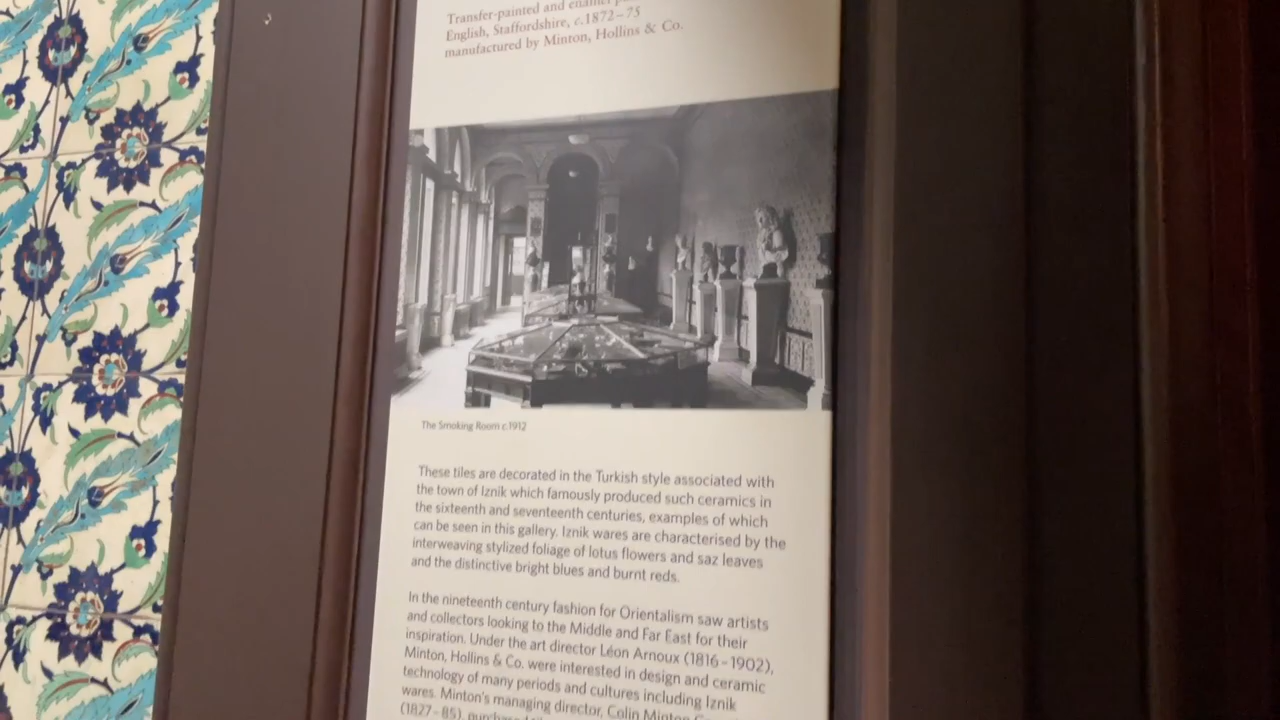 Transfer-painted and enamel
English, Staffordshire, c.1872–75
manufactured by Minton, Hollins & Co.
The Smoking Room c.1912
These tiles are decorated in the Turkish style associated with
the town of Iznik which famously produced such ceramics in
the sixteenth and seventeenth centuries, examples of which
can be seen in this gallery. Iznik wares are characterised by the
interweaving stylized foliage of lotus flowers and saz leaves
and the distinctive bright blues and burnt reds.
In the nineteenth century fashion for Orientalism saw artists
and collectors looking to the Middle and Far East for their
inspiration. Under the art director Léon Arnoux (1816–1902),
Minton, Hollins & Co. were interested in design and ceramic
technology of many periods and cultures including Iznik
wares. Minton's managing director, Colin Minton
(1827–85),